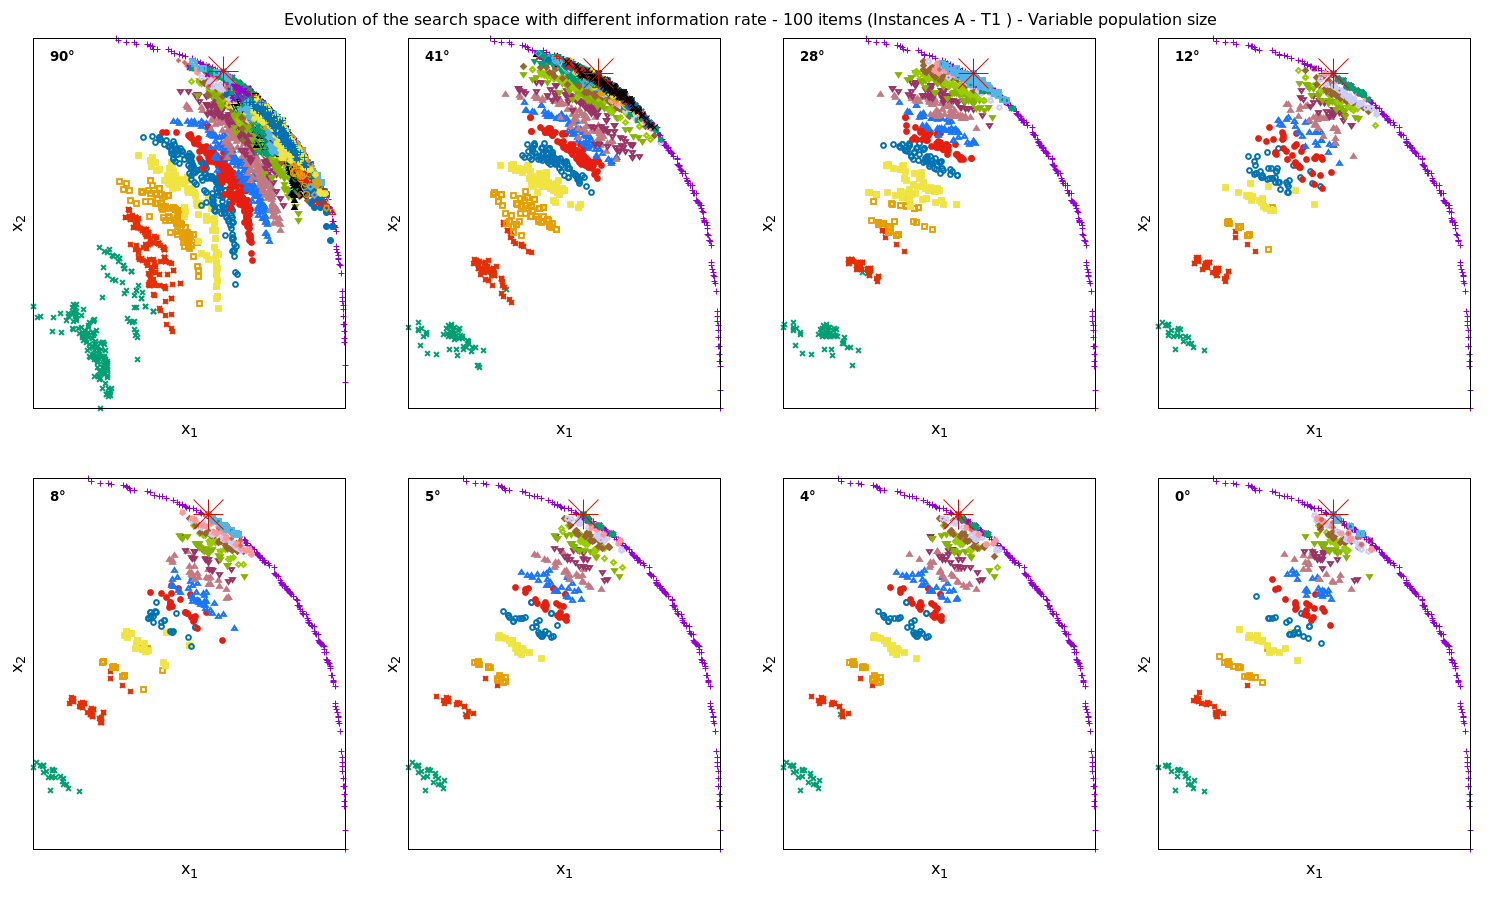 Evolution of the search space with different information rate - 100 items (Instances A - T1 ) - Variable population size
90°
41°
28°
12°
x2
x2
x2
x2
x1
x1
x1
x1
8°
5°
4°
0°
x2
x2
x2
x2
x1
x1
x1
x1